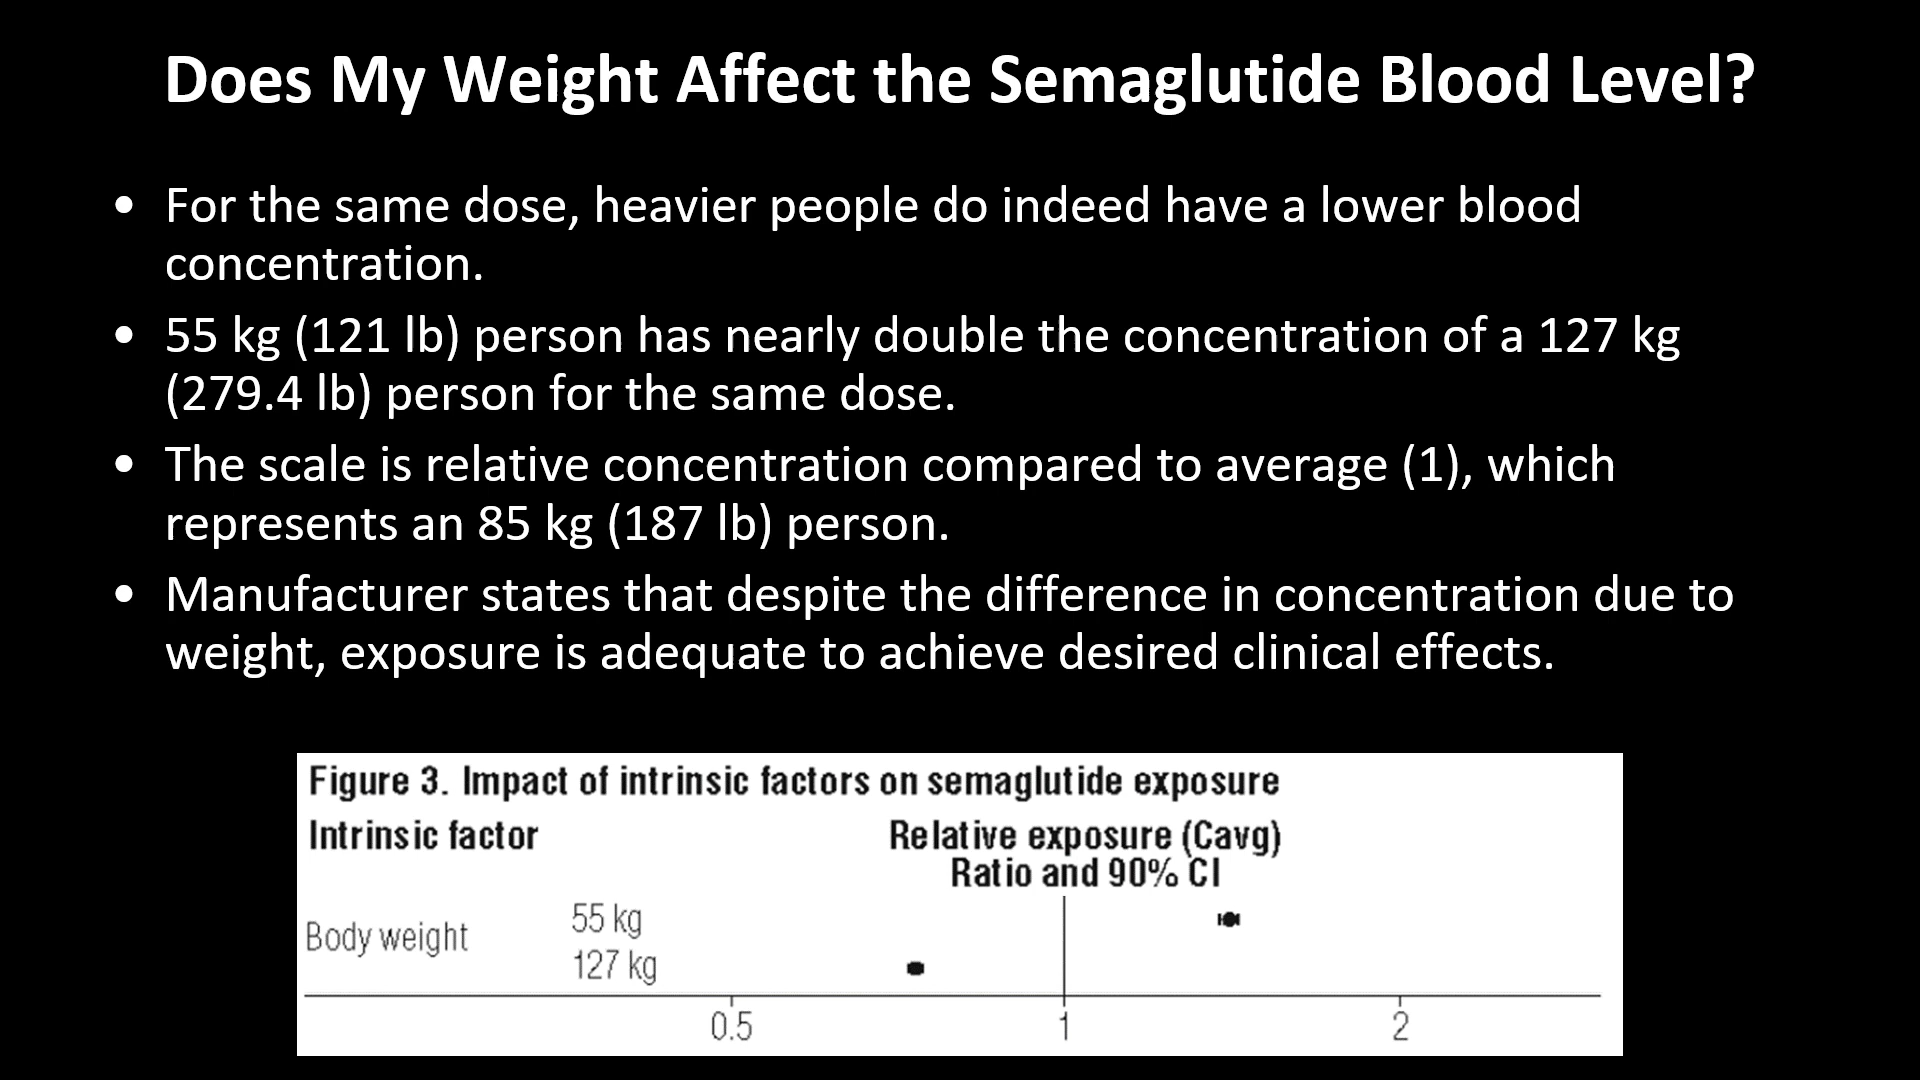 Does My Weight Affect the Semaglutide Blood Level?
• For the same dose, heavier people do indeed have a lower blood
concentration.
• 55 kg (121 lb) person has nearly double the concentration of a 127 kg
(279.4 lb) person for the same dose.
• The scale is relative concentration compared to average (1), which
represents an 85 kg (187 lb) person.
• Manufacturer states that despite the difference in concentration due to
weight, exposure is adequate to achieve desired clinical effects.
Figure 3. Impact of intrinsic factors on semaglutide exposure
Intrinsic factor
Relative exposure (Cavg)
Ratio and 90% CI
Body weight
55 kg
127 kg
0.5 1 2